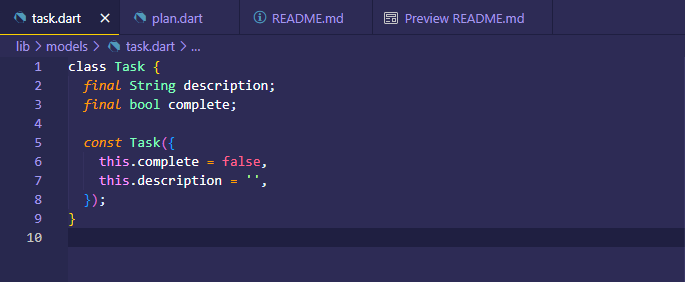 task.dart plan.dart README.md Preview README.md
lib > models > task.dart > ...
1 class Task {
2   final String description;
3   final bool complete;
4
5   const Task({
6     this.complete = false,
7     this.description = '',
8   });
9 }
10